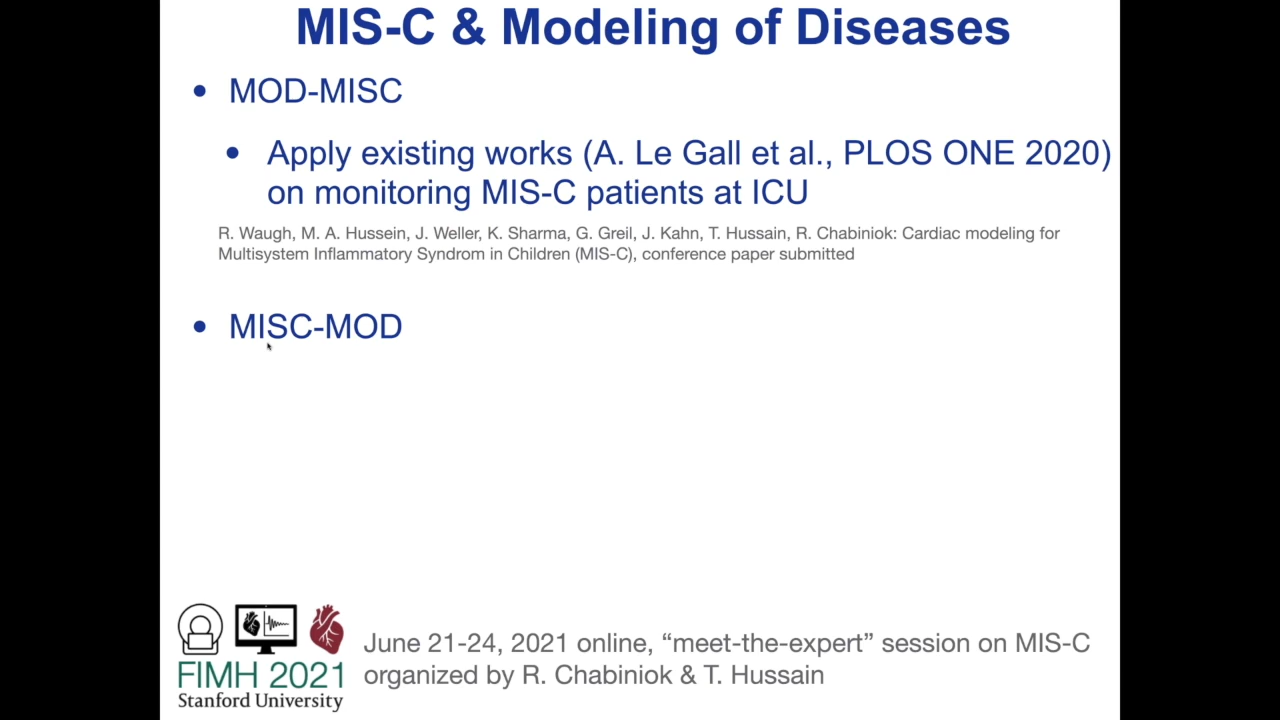 MIS-C & Modeling of Diseases
• MOD-MISC
• Apply existing works (A. Le Gall et al., PLOS ONE 2020)
on monitoring MIS-C patients at ICU
R. Waugh, M. A. Hussein, J. Weller, K. Sharma, G. Greil, J. Kahn, T. Hussain, R. Chabiniok: Cardiac modeling for
Multisystem Inflammatory Syndrom in Children (MIS-C), conference paper submitted
• MISC-MOD
June 21-24, 2021 online, “meet-the-expert” session on MIS-C
organized by R. Chabiniok & T. Hussain
FIMH 2021
Stanford University